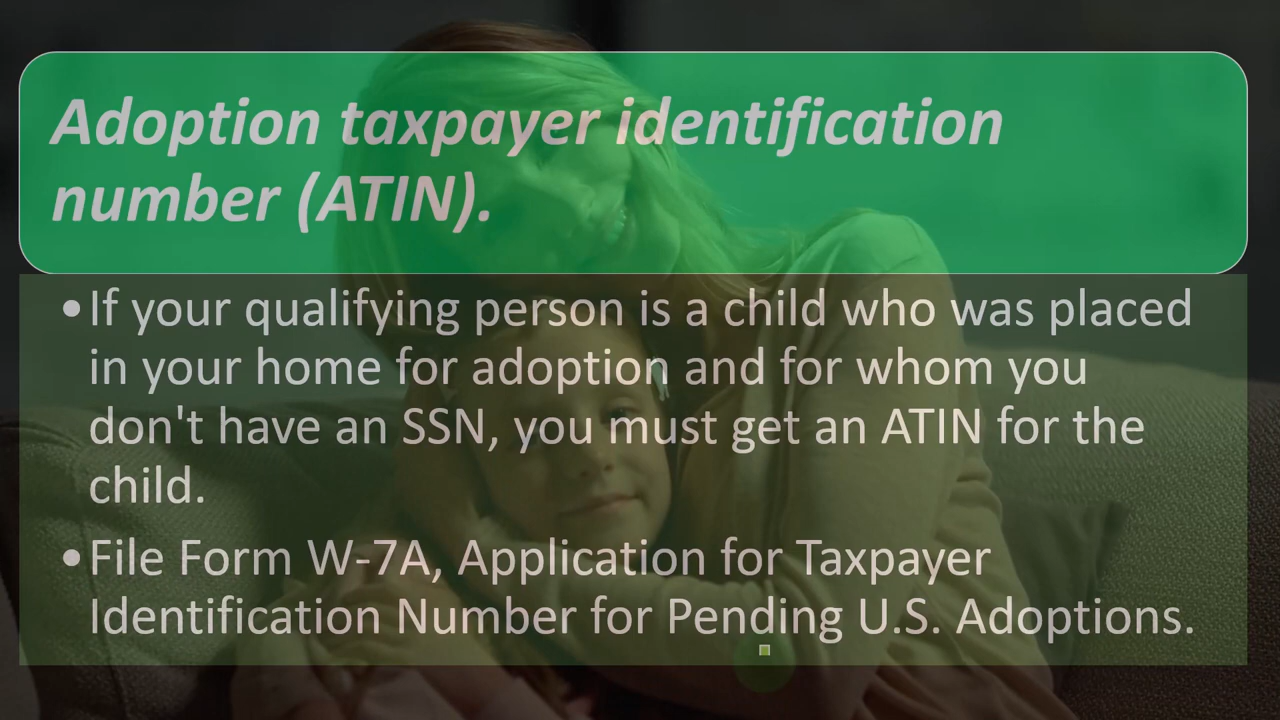 Adoption taxpayer identification
number (ATIN).
•If your qualifying person is a child who was placed
in your home for adoption and for whom you
don't have an SSN, you must get an ATIN for the
child.
•File Form W-7A, Application for Taxpayer
Identification Number for Pending U.S. Adoptions.